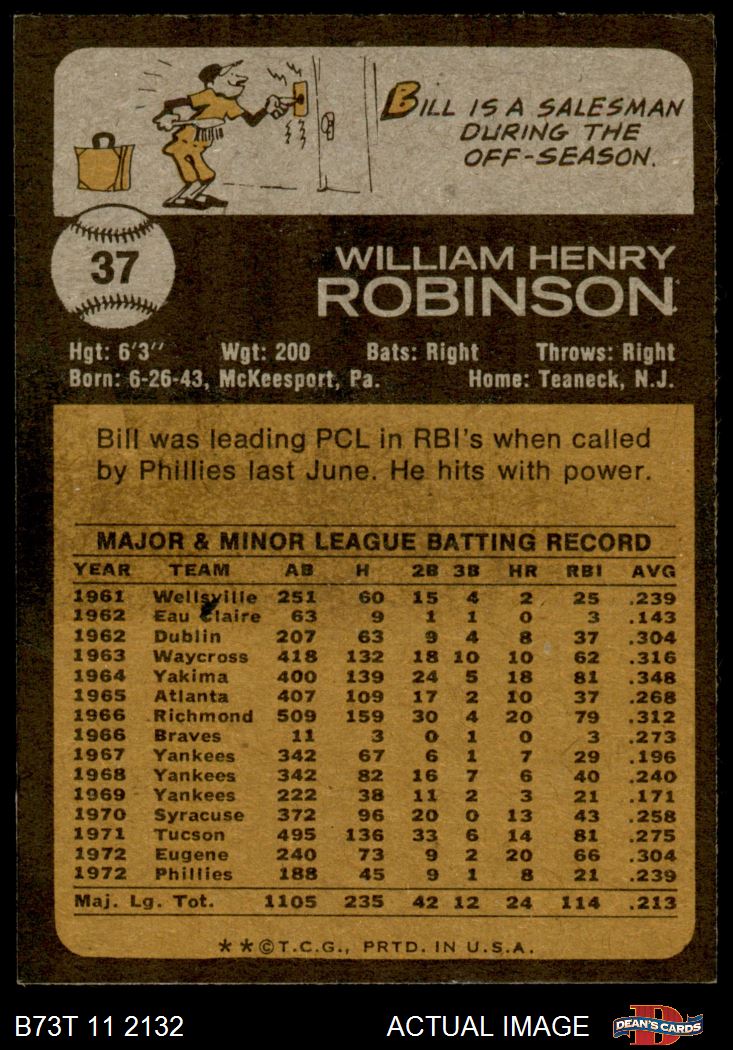 BILL IS A SALESMAN
DURING THE
OFF-SEASON.
37
WILLIAM HENRY
ROBINSON
Hgt: 6'3" Wgt: 200 Bats: Right Throws: Right
Born: 6-26-43, McKeesport, Pa. Home: Teaneck, N.J.
Bill was leading PCL in RBI's when called
by Phillies last June. He hits with power.
MAJOR & MINOR LEAGUE BATTING RECORD
YEAR TEAM AB H 2B 3B HR RBI AVG
1961 Wellsville 251 60 15 4 2 25 .239
1962 Eau Claire 63 9 1 1 0 3 .143
1962 Dublin 207 63 9 4 8 37 .304
1963 Waycross 418 132 18 10 10 62 .316
1964 Yakima 400 139 24 5 18 81 .348
1965 Atlanta 407 109 17 2 10 37 .268
1966 Richmond 509 159 30 4 20 79 .312
1966 Braves 11 3 0 1 0 3 .273
1967 Yankees 342 67 6 1 7 29 .196
1968 Yankees 342 82 16 7 6 40 .240
1969 Yankees 222 38 11 2 3 21 .171
1970 Syracuse 372 96 20 0 13 43 .258
1971 Tucson 495 136 33 6 14 81 .275
1972 Eugene 240 73 9 2 20 66 .304
1972 Phillies 188 45 9 1 8 21 .239
Maj. Lg. Tot. 1105 235 42 12 24 114 .213
**©T.C.G., PRTD. IN U.S.A.
B73T 11 2132 ACTUAL IMAGE DEAN'S CARDS